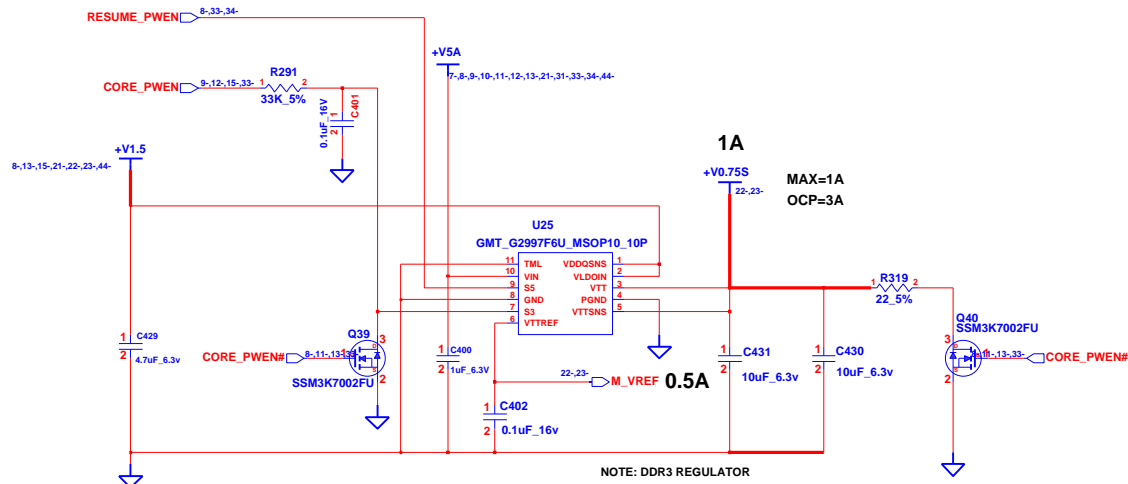 RESUME_PWEN
8-,33-,34-
+V5A
7-,8-,9-,10-,11-,12-,13-,21-,31-,33-,34-,44-
R291
CORE_PWEN
9-,12-,15-,33-
1
2
33K_5%
0.1uF_16V
2 1
C401
+V1.5
8-,13-,15-,21-,22-,23-,44-
1A
+V0.75S
22-,23-
MAX=1A
OCP=3A
U25
GMT_G2997F6U_MSOP10_10P
11 TML VDDQSNS 1
10 VIN VLDOIN 2
9 S5 VTT 3
8 GND PGND 4
7 S3 VTTSNS 5
6 VTTREF
R319
1
2
22_5%
Q39
CORE_PWEN#
8-,11-,13-,33-
1
3
D
S
2
SSM3K7002FU
1
C429
2
4.7uF_6.3v
1
C400
2
1uF_6.3V
22-,23-
M_VREF
0.5A
1
C402
2
0.1uF_16v
1
C431
2
10uF_6.3v
1
C430
2
10uF_6.3v
Q40
SSM3K7002FU
3
D
S
2
11-,13-,33-
CORE_PWEN#
NOTE: DDR3 REGULATOR